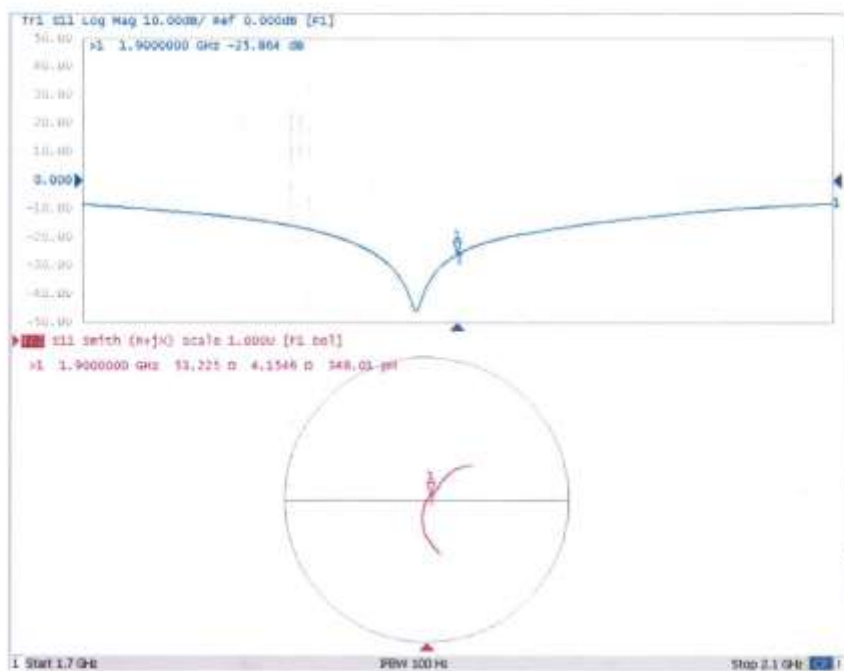 Tr1 S11 Log Mag 10.00dB/ Ref 0.000dB [F1]
50.00
>1 1.9000000 GHz -25.864 dB
40.00
30.00
20.00
10.00
0.000
-10.00
1
-20.00
1
-30.00
-40.00
-50.00
S11 Smith (R+jX) Scale 1.000U [F1 Del]
>1 1.9000000 GHz 53.225 Ω 4.1546 Ω 348.01 pH
1
1 Start 1.7 GHz IFBW 100 Hz Stop 2.1 GHz